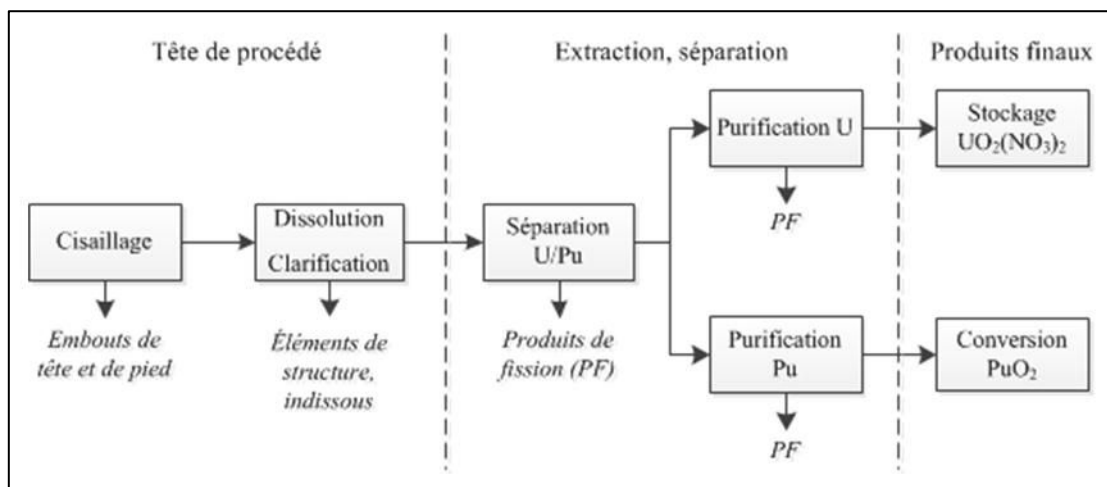 Tête de procédé
Extraction, séparation
Produits finaux
Cisaillage
Embouts de
tête et de pied
Dissolution
Clarification
Éléments de
structure,
indissous
Séparation
U/Pu
Produits de
fission (PF)
Purification U
PF
Purification
Pu
PF
Stockage
UO₂(NO₃)₂
Conversion
PuO₂